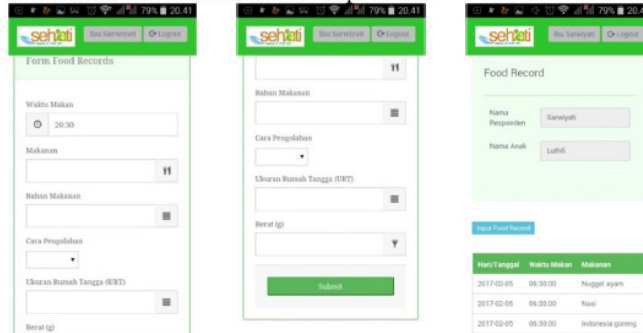 79% 20.41
sehati
Ibu Sarwiyati
Logout
Form Food Records
Waktu Makan
20:30
Makanan
Bahan Makanan
Cara Pengolahan
Ukuran Rumah Tangga (URT)
Berat (g)
79% 20.41
sehati
Ibu Sarwiyati
Logout
Bahan Makanan
Cara Pengolahan
Ukuran Rumah Tangga (URT)
Berat (g)
Submit
79% 20.4
sehati
Ibu Sarwiyati
Logout
Food Record
Nama Responden
Sarwiyati
Nama Anak
Luthfi
Input Food Record
Hari/Tanggal Waktu Makan Makanan
2017-02-05 06:30:00 Nugget ayam
2017-02-05 06:30:00 Nasi
2017-02-05 06:30:00 Indonesia goreng